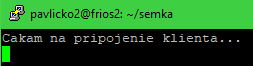 pavlicko2@frios2: ~/semka
Cakam na pripojenie klienta...